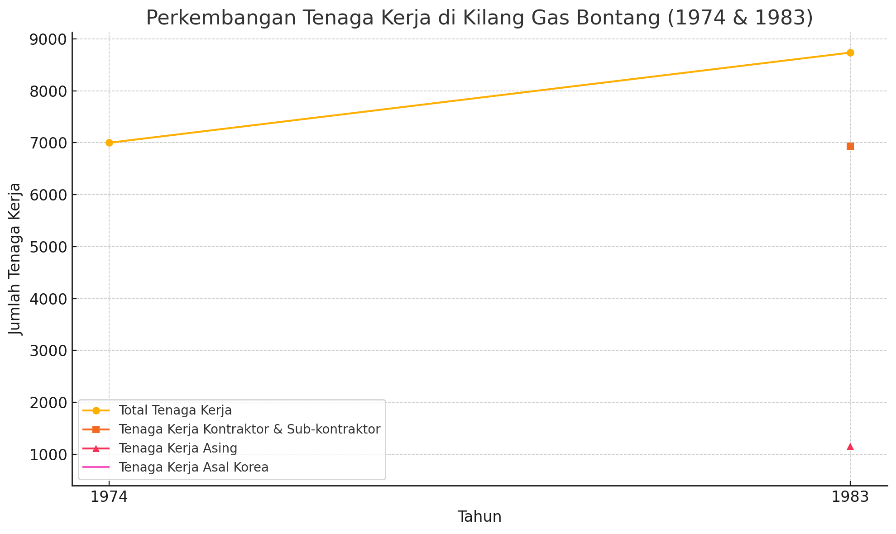 Perkembangan Tenaga Kerja di Kilang Gas Bontang (1974 & 1983)
9000
8000
7000
6000
5000
4000
3000
2000
1000
Jumlah Tenaga Kerja
Total Tenaga Kerja
Tenaga Kerja Kontraktor & Sub-kontraktor
Tenaga Kerja Asing
Tenaga Kerja Asal Korea
1974
1983
Tahun